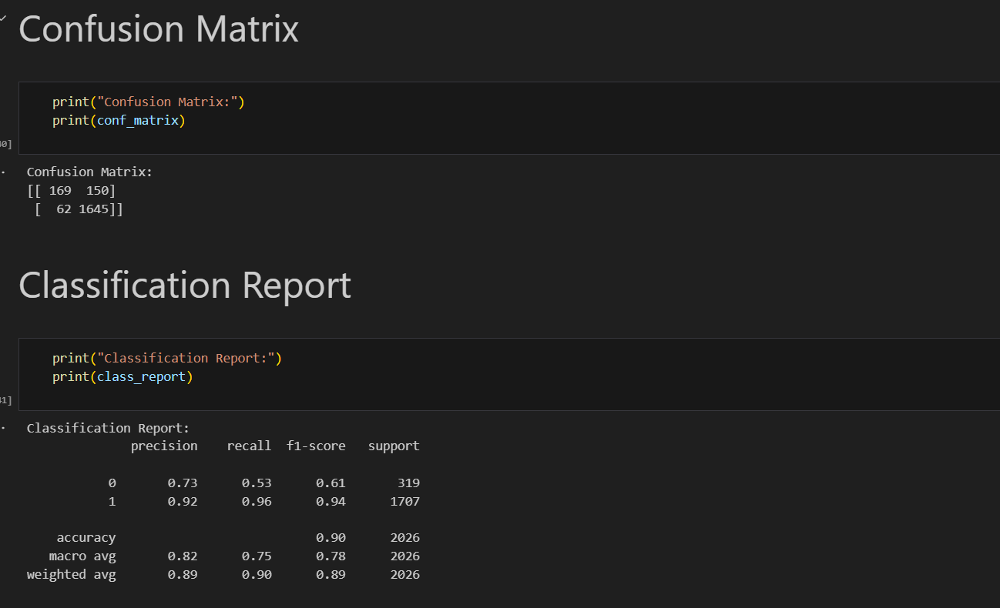 Confusion Matrix
print("Confusion Matrix:")
print(conf_matrix)
Confusion Matrix:
[[ 169  150]
 [  62 1645]]
Classification Report
print("Classification Report:")
print(class_report)
Classification Report:
              precision    recall  f1-score   support
           0       0.73      0.53      0.61       319
           1       0.92      0.96      0.94      1707
    accuracy                           0.90      2026
   macro avg       0.82      0.75      0.78      2026
weighted avg       0.89      0.90      0.89      2026